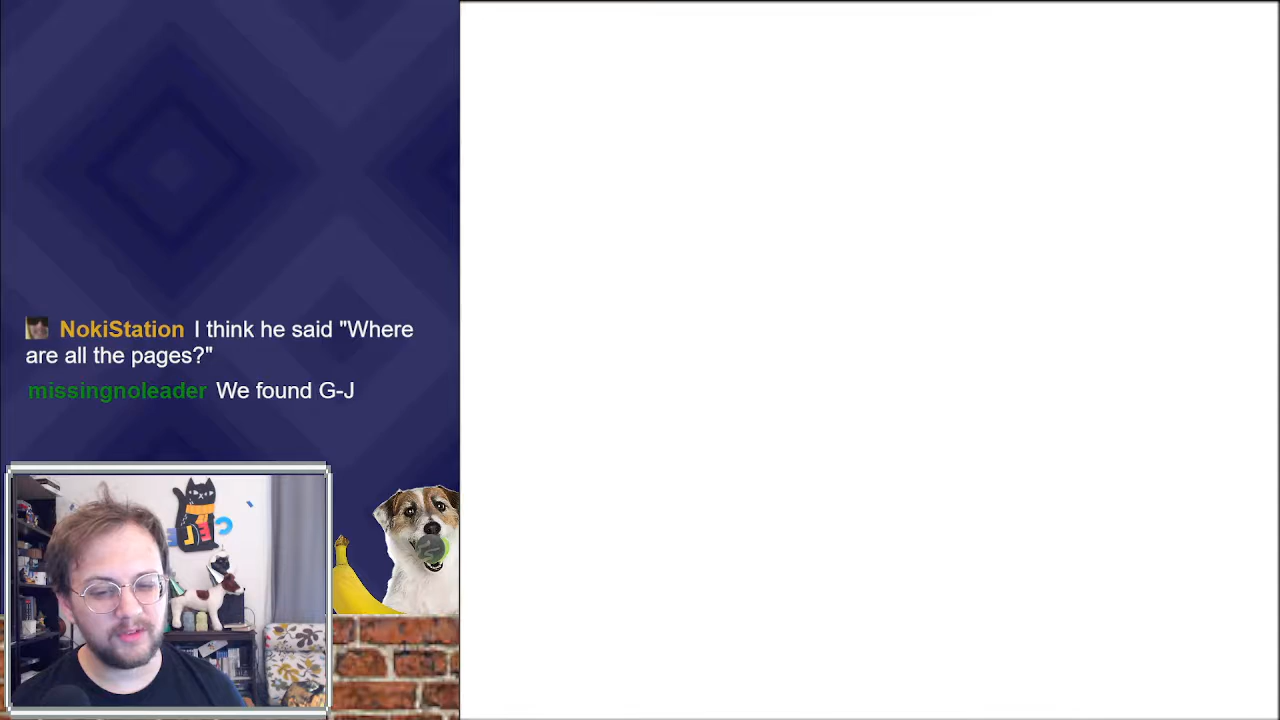 NokiStation I think he said "Where
are all the pages?"
missingnoleader We found G-J